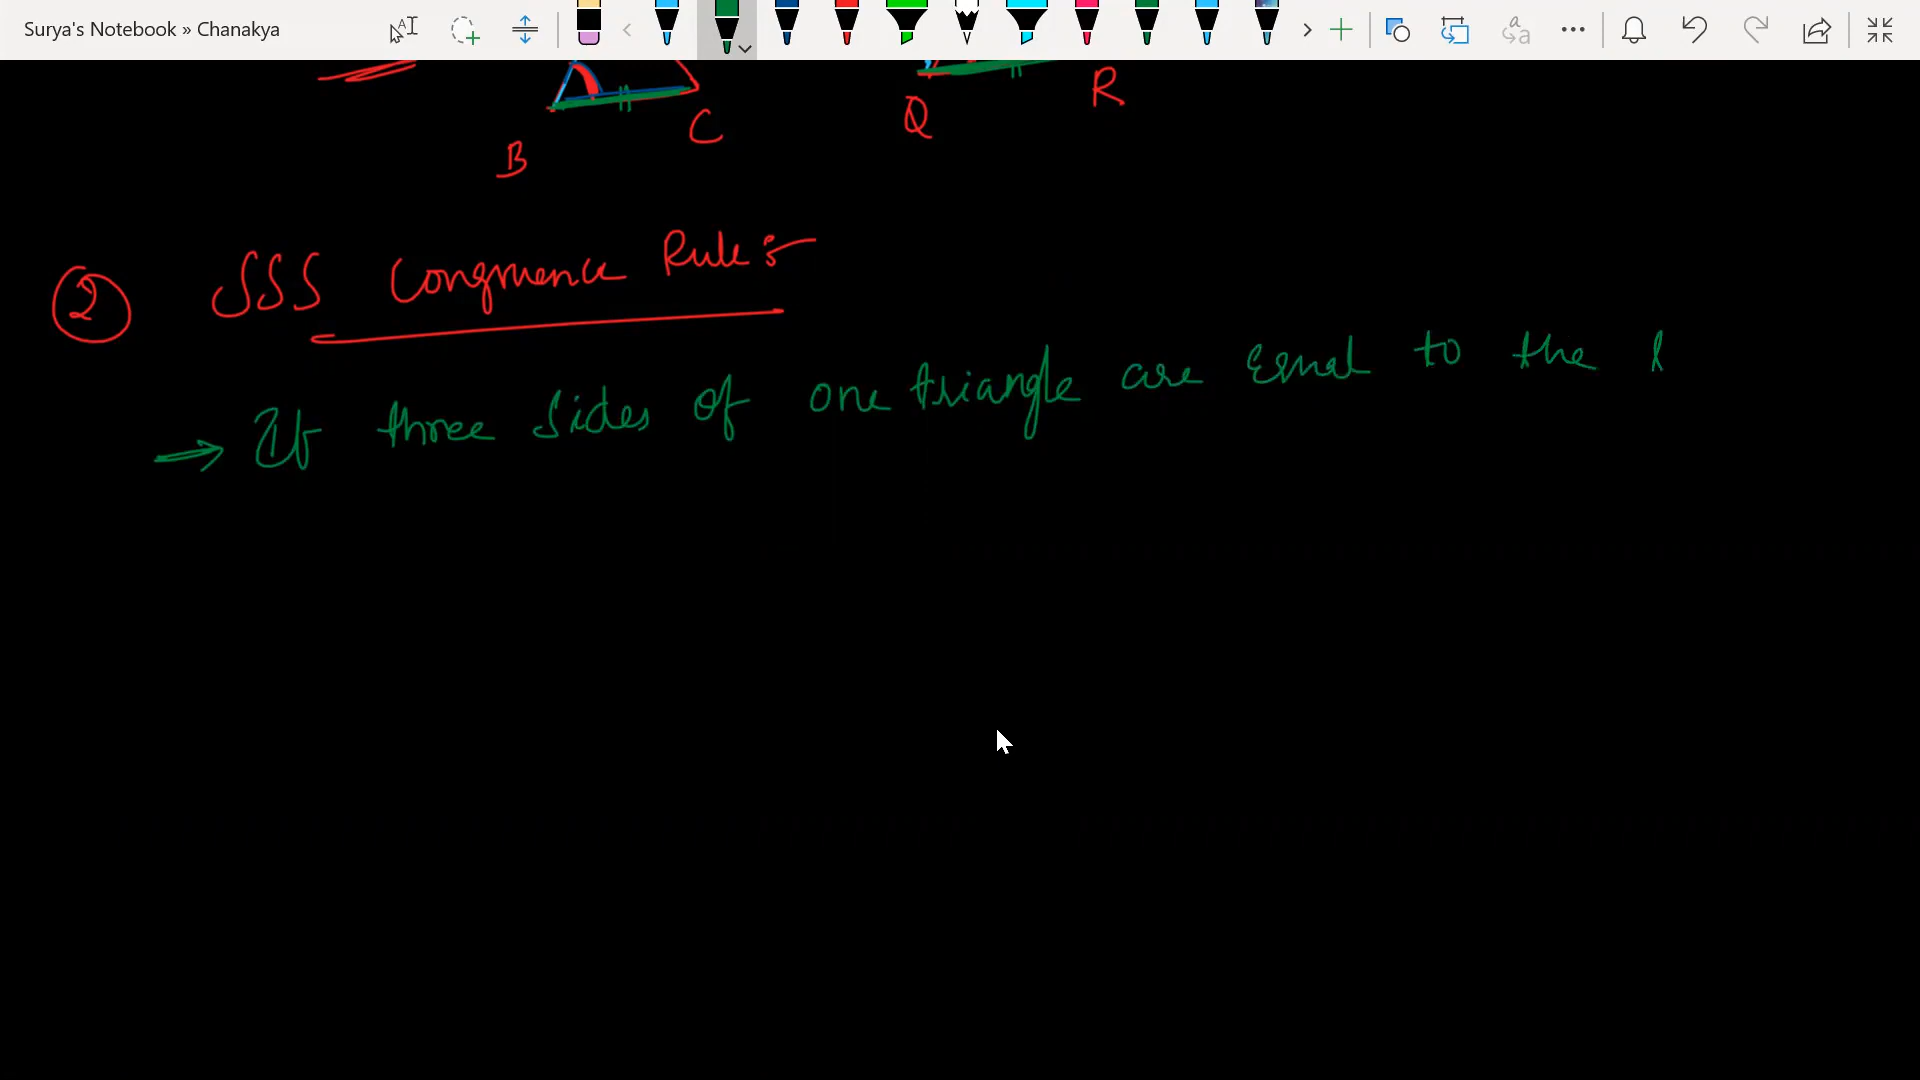 Surya's Notebook » Chanakya
B C Q R
② SSS Congruence Rule :-
→ If three sides of one triangle are Equal to the